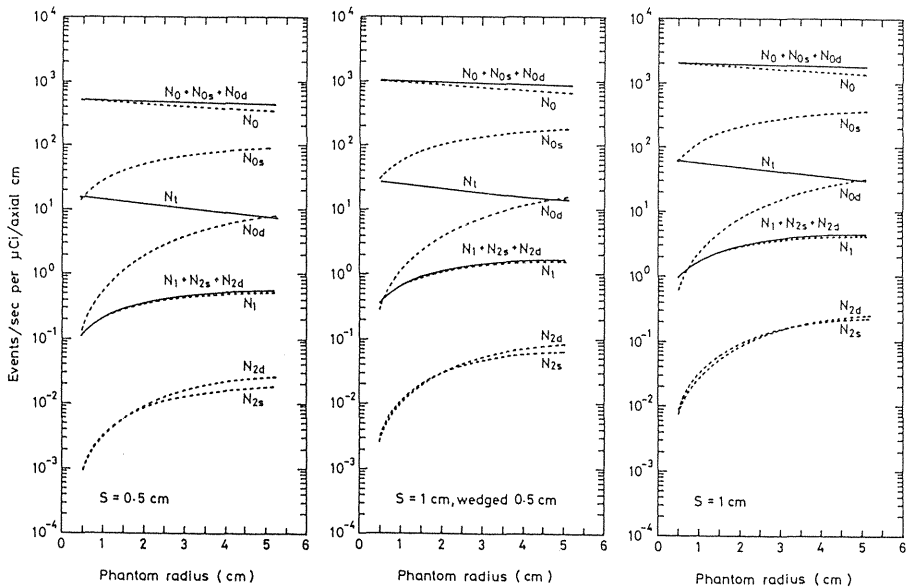 10⁴
10³
10²
10¹
10⁰
10⁻¹
10⁻²
10⁻³
10⁻⁴
Events/sec per μCi/axial cm
N₀ + N₀s + N₀d
N₀
N₀s
Nt
N₀d
N₁ + N₂s + N₂d
N₁
N₂d
N₂s
S = 0·5 cm
0 1 2 3 4 5 6
Phantom radius (cm)
10⁴
10³
10²
10¹
10⁰
10⁻¹
10⁻²
10⁻³
10⁻⁴
N₀ + N₀s + N₀d
N₀
N₀s
Nt
N₀d
N₁ + N₂s + N₂d
N₁
N₂d
N₂s
S = 1 cm, wedged 0·5 cm
0 1 2 3 4 5 6
Phantom radius (cm)
10⁴
10³
10²
10¹
10⁰
10⁻¹
10⁻²
10⁻³
10⁻⁴
N₀ + N₀s + N₀d
N₀
N₀s
Nt
N₀d
N₁ + N₂s + N₂d
N₁
N₂d
N₂s
S = 1 cm
0 1 2 3 4 5 6
Phantom radius (cm)